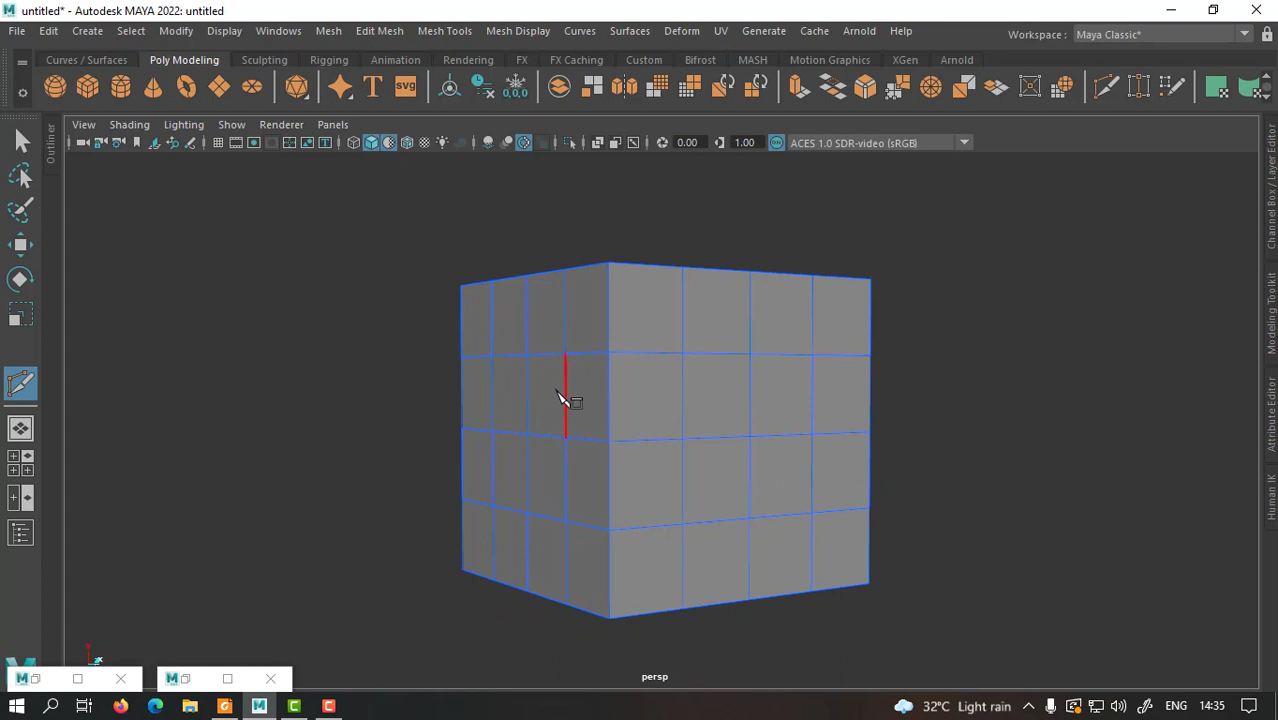 untitled* - Autodesk MAYA 2022: untitled
File Edit Create Select Modify Display Windows Mesh Edit Mesh Mesh Tools Mesh Display Curves Surfaces Deform UV Generate Cache Arnold Help Workspace : Maya Classic*
Curves / Surfaces Poly Modeling Sculpting Rigging Animation Rendering FX FX Caching Custom Bifrost MASH Motion Graphics XGen Arnold
T svg 0,0,0
View Shading Lighting Show Renderer Panels
0.00 1.00 ACES 1.0 SDR-video (sRGB)
Outliner
Channel Box / Layer Editor
Modeling Toolkit
Attribute Editor
Human IK
persp
32°C Light rain ENG 14:35